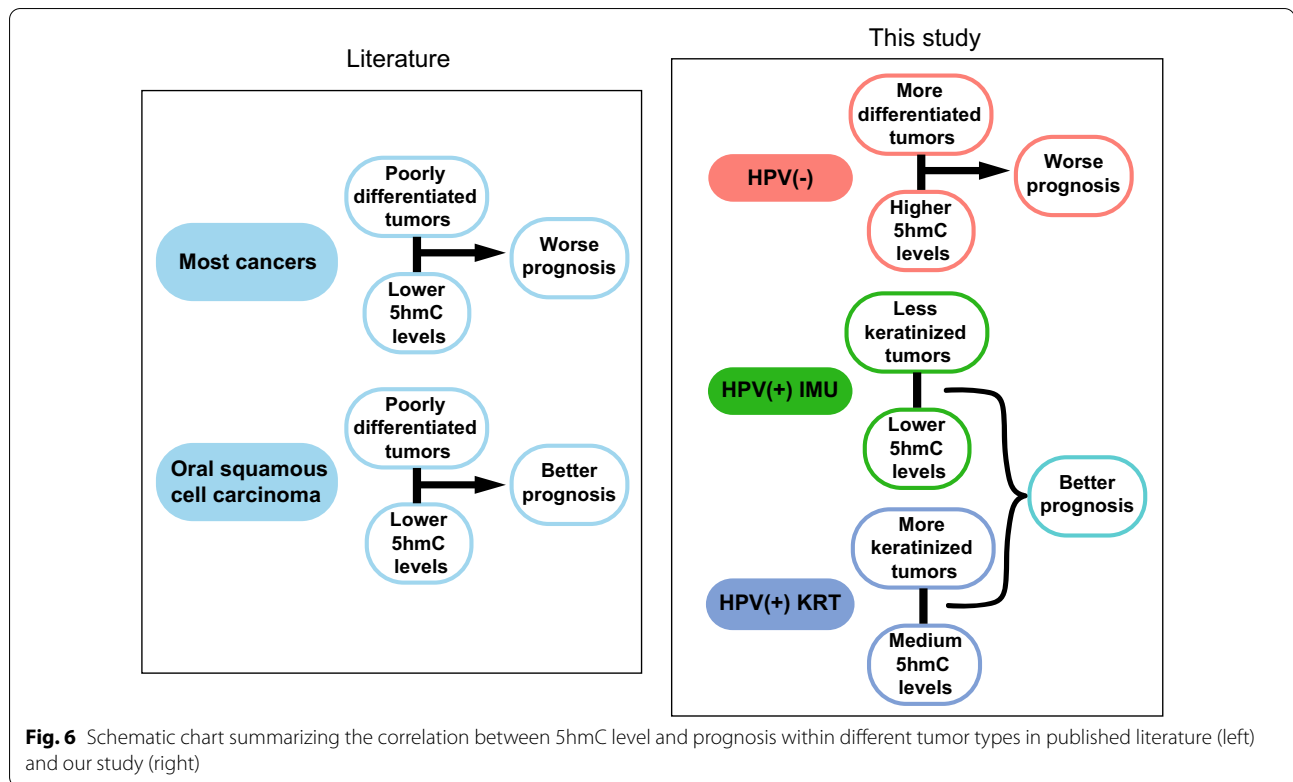 Literature
Most cancers
Poorly
differentiated
tumors
Lower
5hmC
levels
Worse
prognosis
Oral squamous
cell carcinoma
Poorly
differentiated
tumors
Lower
5hmC
levels
Better
prognosis
This study
HPV(-)
More
differentiated
tumors
Higher
5hmC
levels
Worse
prognosis
HPV(+) IMU
Less
keratinized
tumors
Lower
5hmC
levels
HPV(+) KRT
More
keratinized
tumors
Medium
5hmC
levels
Better
prognosis
Fig. 6 Schematic chart summarizing the correlation between 5hmC level and prognosis within different tumor types in published literature (left)
and our study (right)